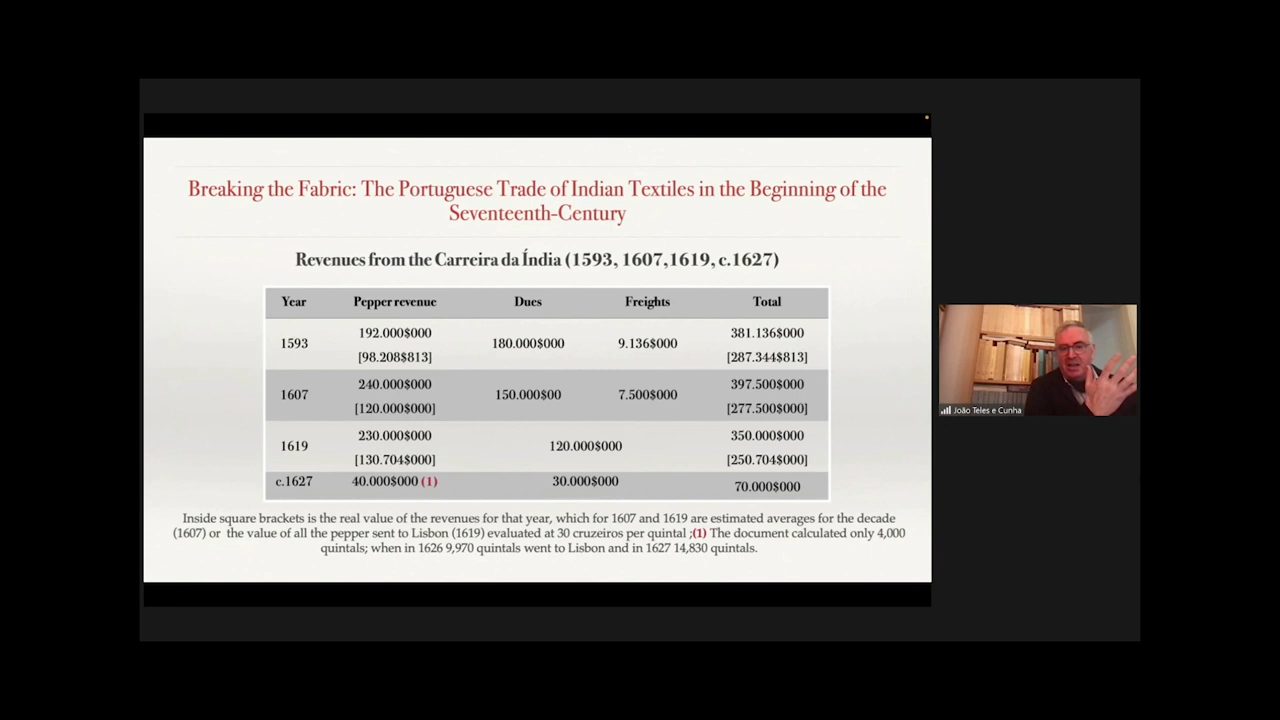 Breaking the Fabric: The Portuguese Trade of Indian Textiles in the Beginning of the
Seventeenth-Century
Revenues from the Carreira da Índia (1593, 1607,1619, c.1627)
Year Pepper revenue Dues Freights Total
1593 192.000$000 [98.208$813] 180.000$000 9.136$000 381.136$000 [287.344$813]
1607 240.000$000 [120.000$000] 150.000$00 7.500$000 397.500$000 [277.500$000]
1619 230.000$000 [130.704$000] 120.000$000 350.000$000 [250.704$000]
c.1627 40.000$000 (1) 30.000$000 70.000$000
Inside square brackets is the real value of the revenues for that year, which for 1607 and 1619 are estimated averages for the decade
(1607) or the value of all the pepper sent to Lisbon (1619) evaluated at 30 cruzeiros per quintal ;(1) The document calculated only 4,000
quintals; when in 1626 9,970 quintals went to Lisbon and in 1627 14,830 quintals.
João Teles e Cunha